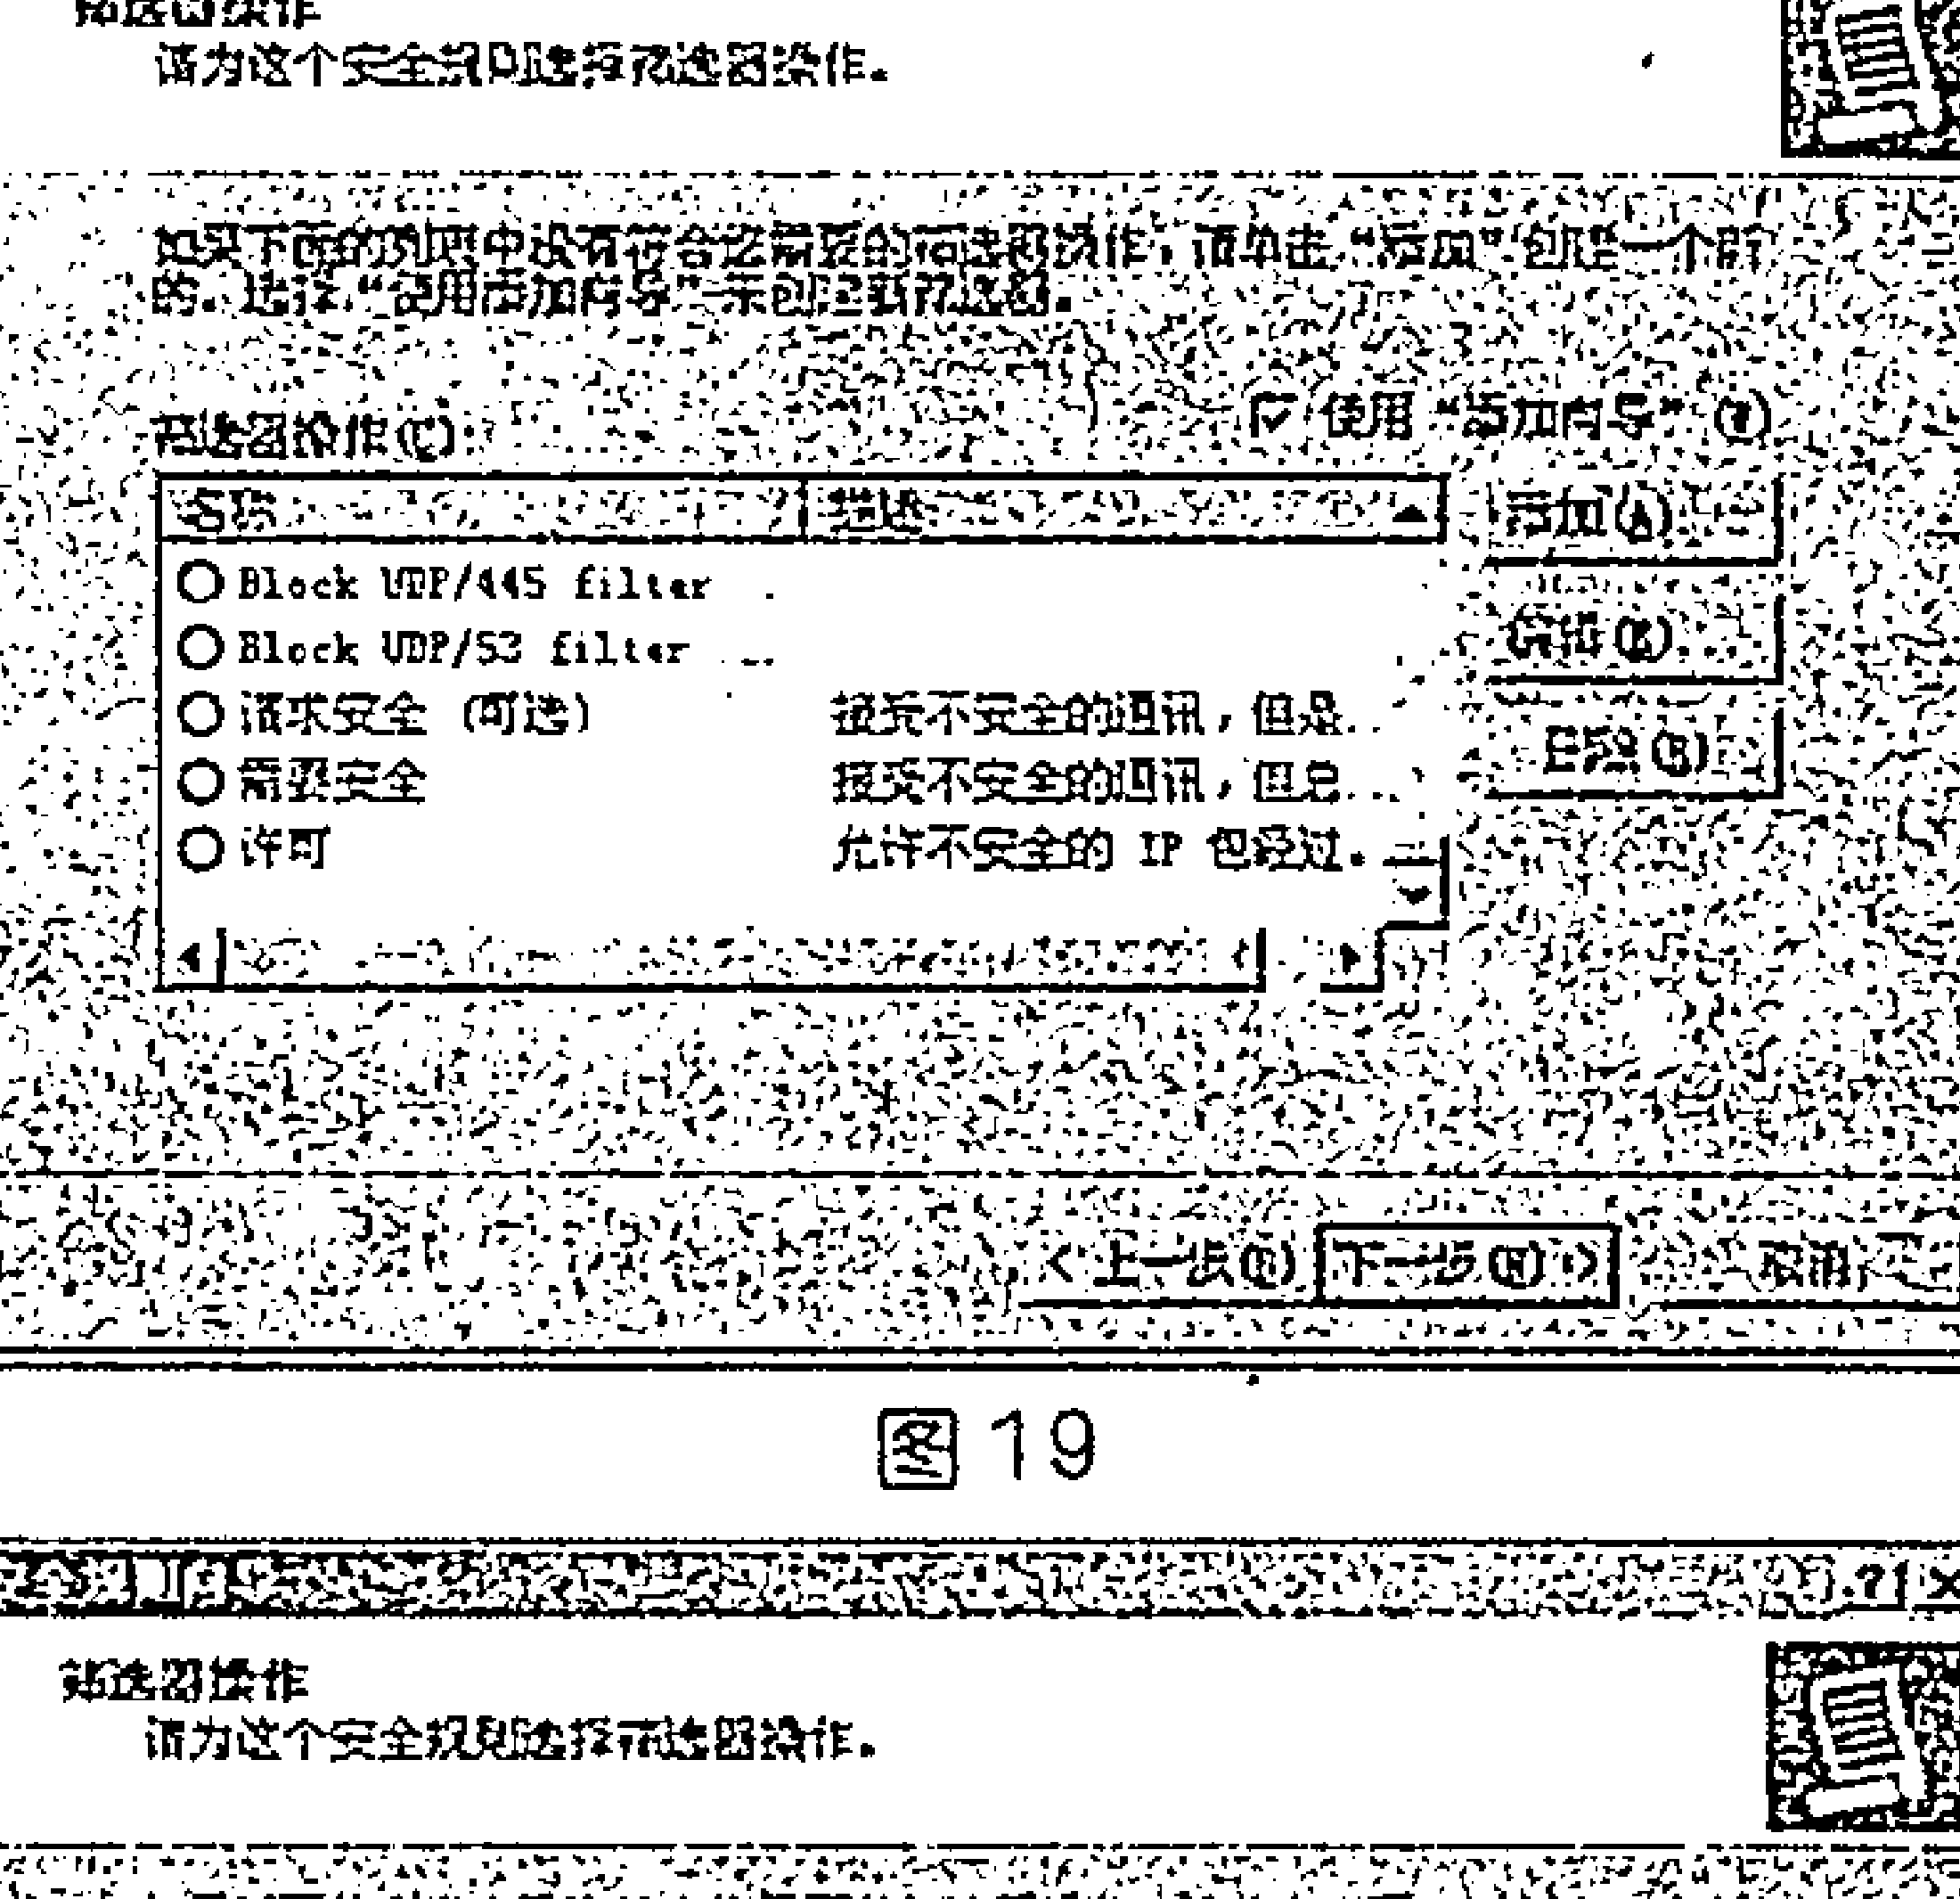 筛选器操作
请为这个安全规则选择筛选器操作。
如果下面的列表中没有符合您需要的筛选器操作，请单击“添加”创建一个新
的。选择“使用添加向导”来创建新筛选器。
筛选器操作(C):
使用“添加向导”(W)
名称 描述
添加(A)...
Block UDP/445 filter
Block UDP/53 filter
编辑(E)...
请求安全 (可选) 接受不安全的通讯，但是...
需要安全 接受不安全的通讯，但总...
删除(R)
许可 允许不安全的 IP 包经过。
< 上一步(B) 下一步(N) > 取消
图 19
筛选器操作
请为这个安全规则选择筛选器操作。